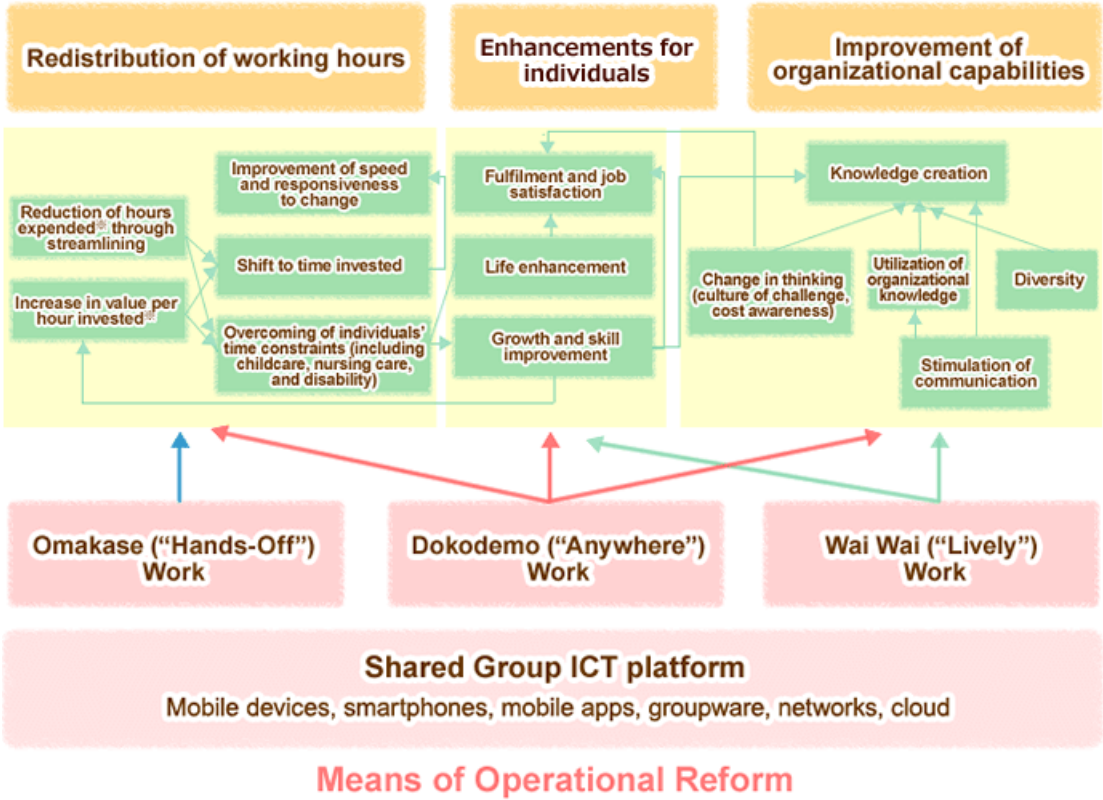 Redistribution of working hours
Enhancements for
individuals
Improvement of
organizational capabilities
Improvement of speed
and responsiveness
to change
Reduction of hours
expended※ through
streamlining
Shift to time invested
Increase in value per
hour invested※
Overcoming of individuals’
time constraints (including
childcare, nursing care,
and disability)
Fulfilment and job
satisfaction
Life enhancement
Growth and skill
improvement
Knowledge creation
Change in thinking
(culture of challenge,
cost awareness)
Utilization of
organizational
knowledge
Diversity
Stimulation of
communication
Omakase (“Hands-Off”)
Work
Dokodemo (“Anywhere”)
Work
Wai Wai (“Lively”)
Work
Shared Group ICT platform
Mobile devices, smartphones, mobile apps, groupware, networks, cloud
Means of Operational Reform